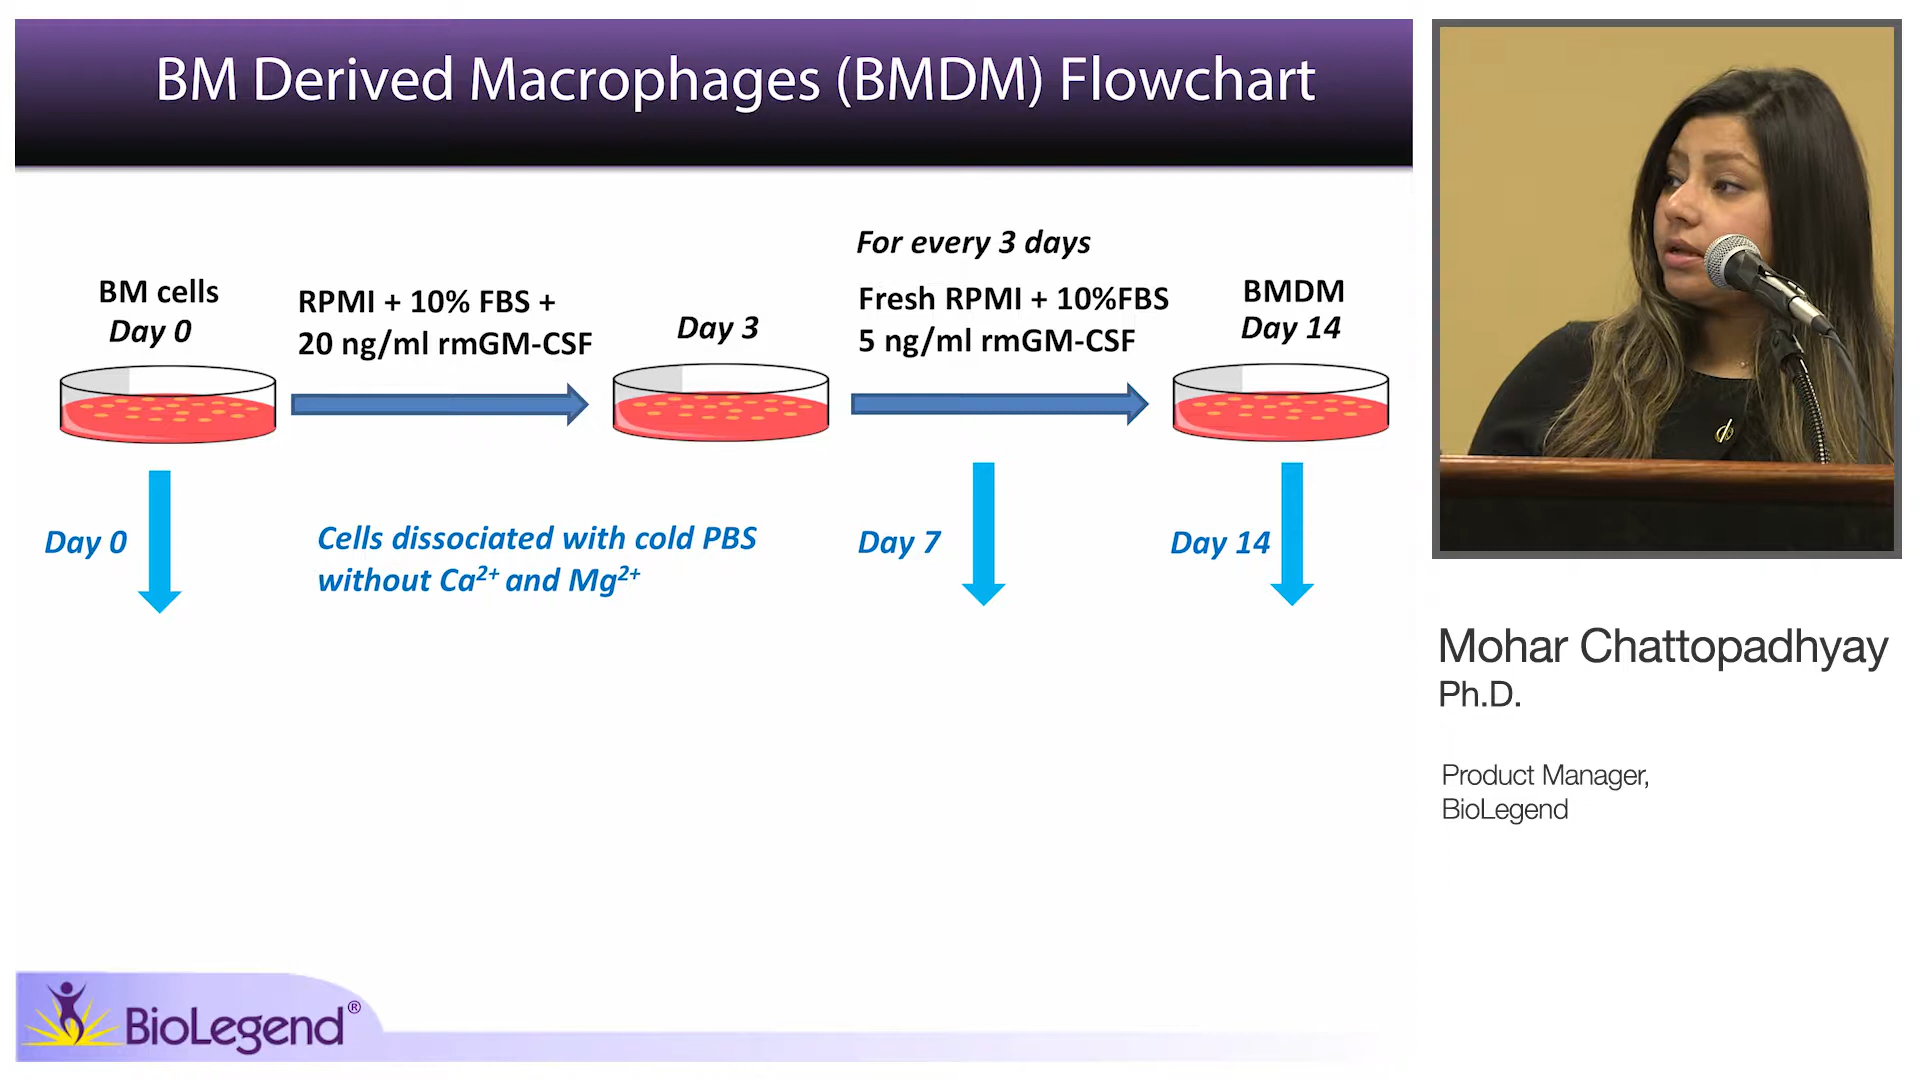 BM Derived Macrophages (BMDM) Flowchart
For every 3 days
BM cells
Day 0
RPMI + 10% FBS +
20 ng/ml rmGM-CSF
Day 3
Fresh RPMI + 10%FBS
5 ng/ml rmGM-CSF
BMDM
Day 14
Day 0
Cells dissociated with cold PBS
without Ca²⁺ and Mg²⁺
Day 7
Day 14
BioLegend®
Mohar Chattopadhyay
Ph.D.
Product Manager,
BioLegend